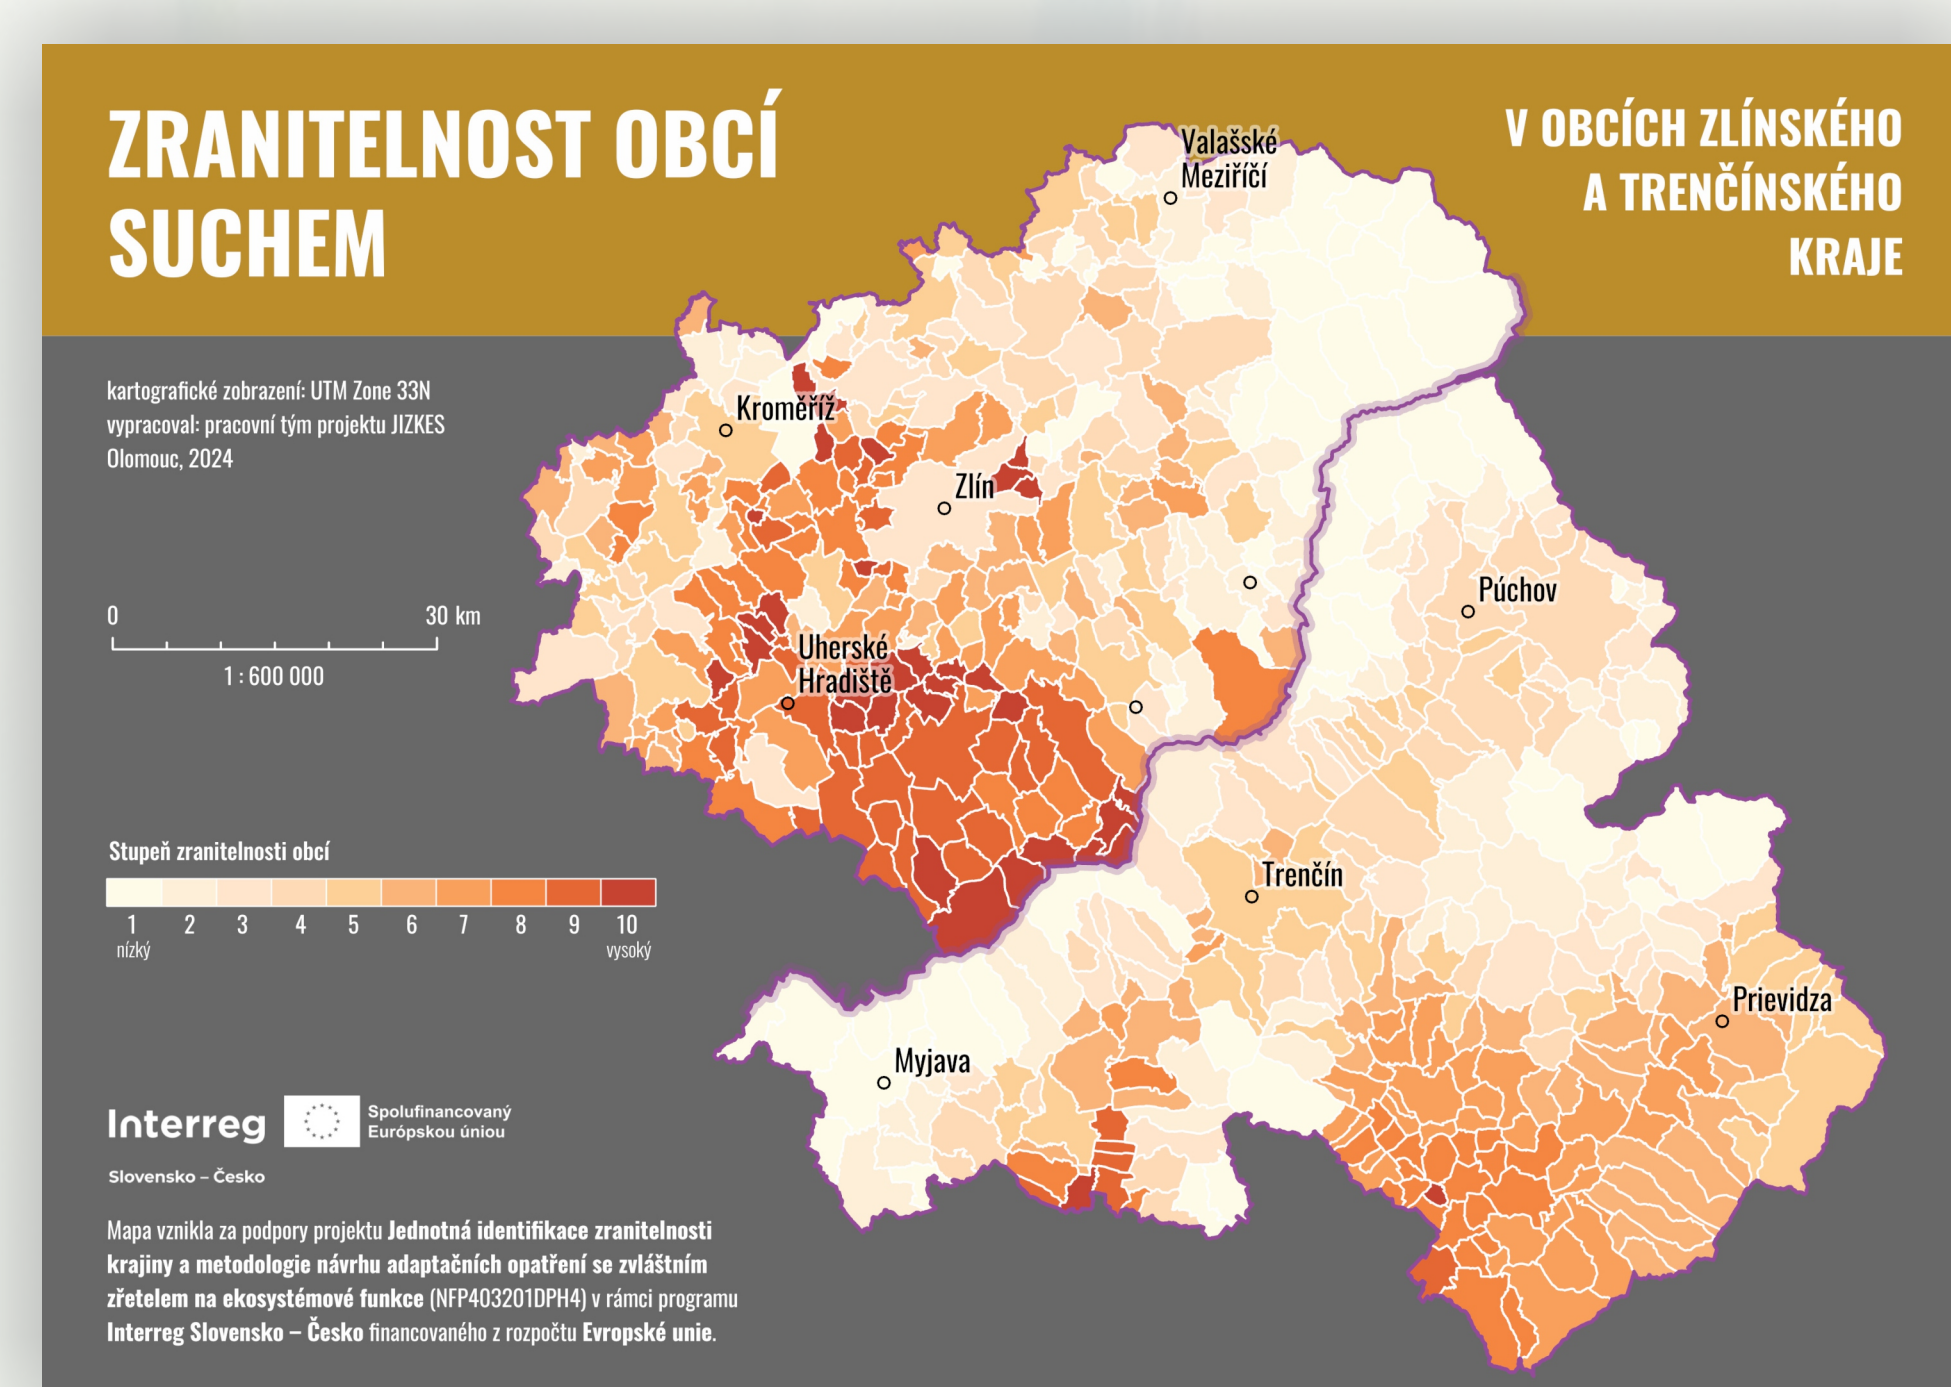 ZRANITELNOST OBCÍ
SUCHEM
V OBCÍCH ZLÍNSKÉHO
A TRENČÍNSKÉHO
KRAJE
kartografické zobrazení: UTM Zone 33N
vypracoval: pracovní tým projektu JIZKES
Olomouc, 2024
0 30 km
1 : 600 000
Stupeň zranitelnosti obcí
1 2 3 4 5 6 7 8 9 10
nízký vysoký
Valašské
Meziříčí
Kroměříž
Zlín
Púchov
Uherské
Hradiště
Trenčín
Prievidza
Myjava
Interreg
Spolufinancovaný
Európskou úniou
Slovensko – Česko
Mapa vznikla za podpory projektu Jednotná identifikace zranitelnosti
krajiny a metodologie návrhu adaptačních opatření se zvláštním
zřetelem na ekosystémové funkce (NFP403201DPH4) v rámci programu
Interreg Slovensko – Česko financovaného z rozpočtu Evropské unie.